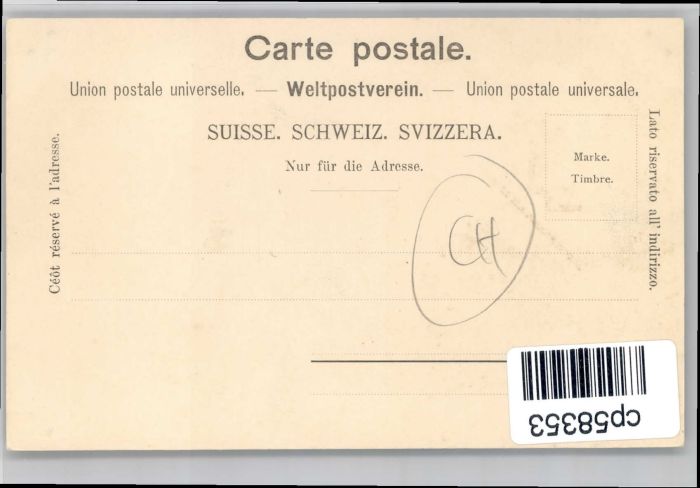 Carte postale.
Union postale universelle. — Weltpostverein. — Union postale universale.
SUISSE. SCHWEIZ. SVIZZERA.
Nur für die Adresse.
Marke.
Timbre.
Céôt réservé à l'adresse.
Lato riservato all' indirizzo.
CH
cp58353